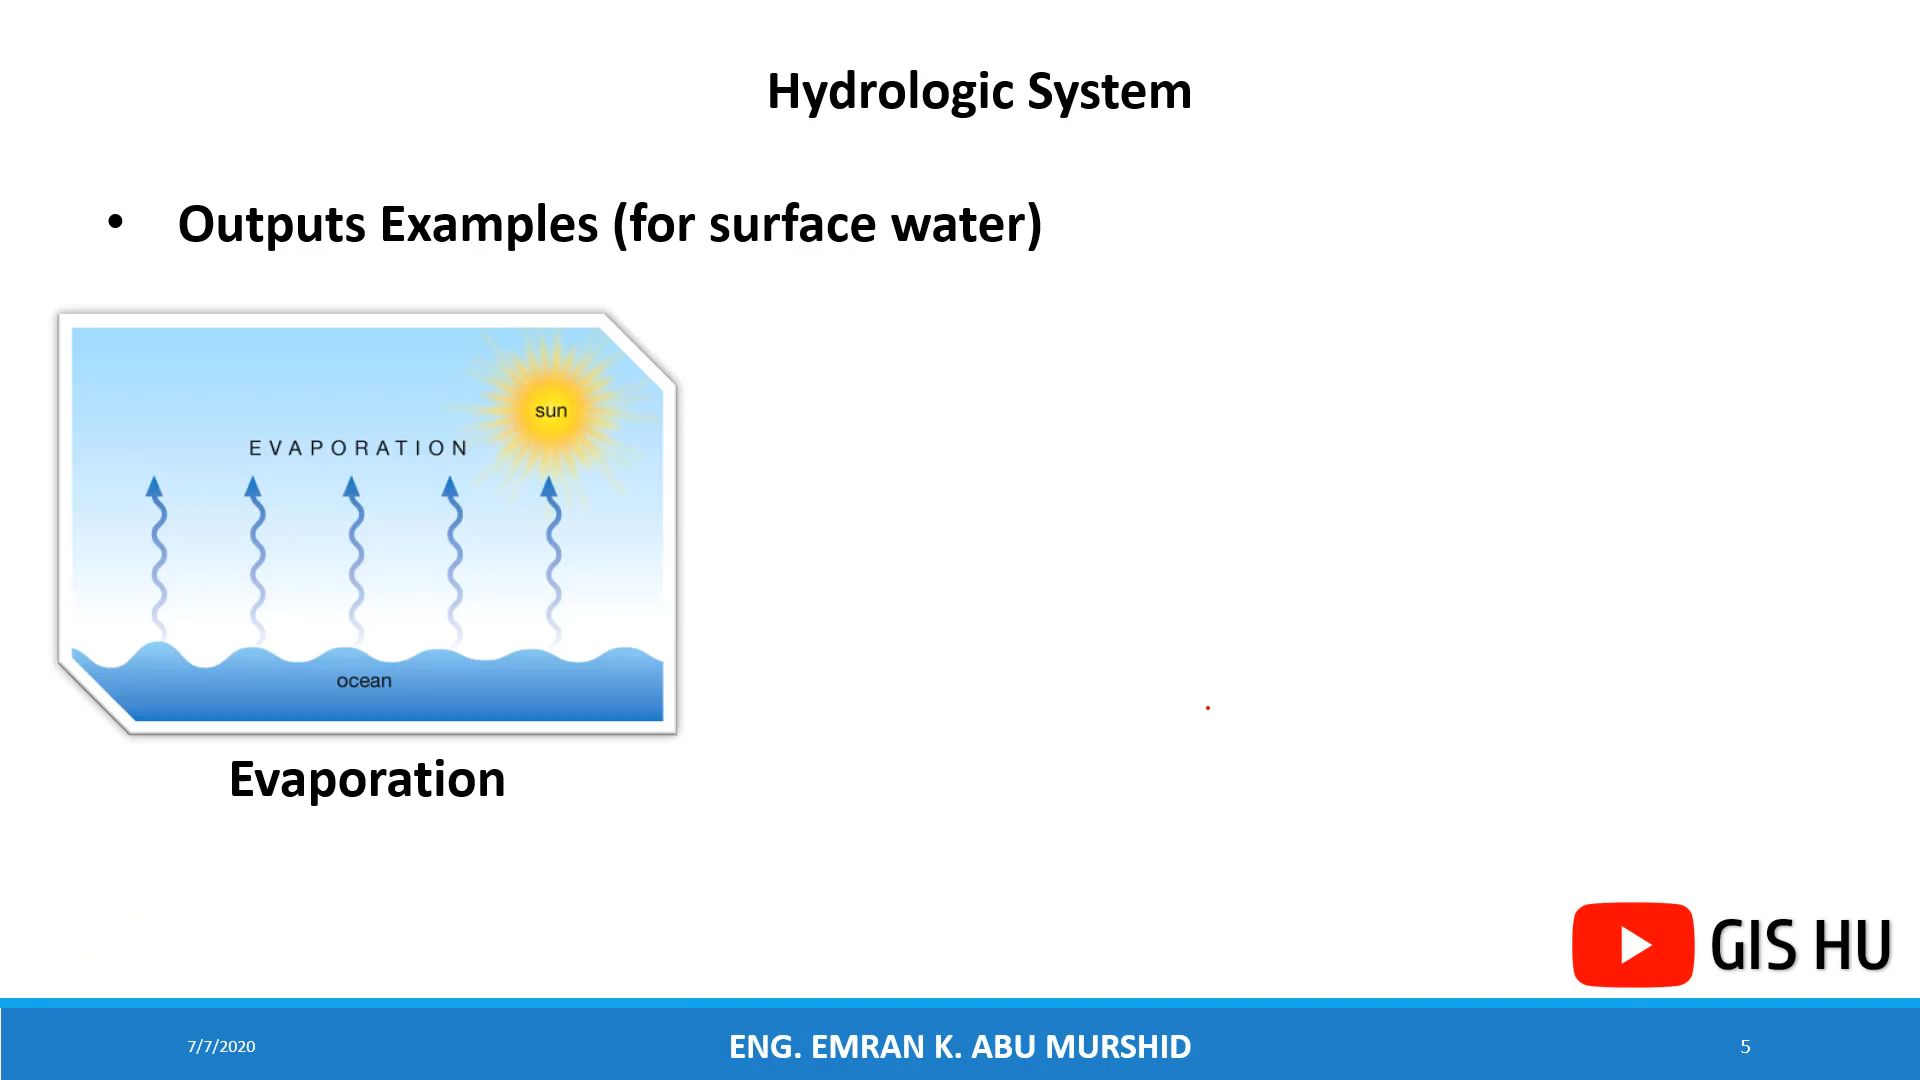 Hydrologic System
• Outputs Examples (for surface water)
sun
EVAPORATION
ocean
Evaporation
GIS HU
7/7/2020
ENG. EMRAN K. ABU MURSHID
5